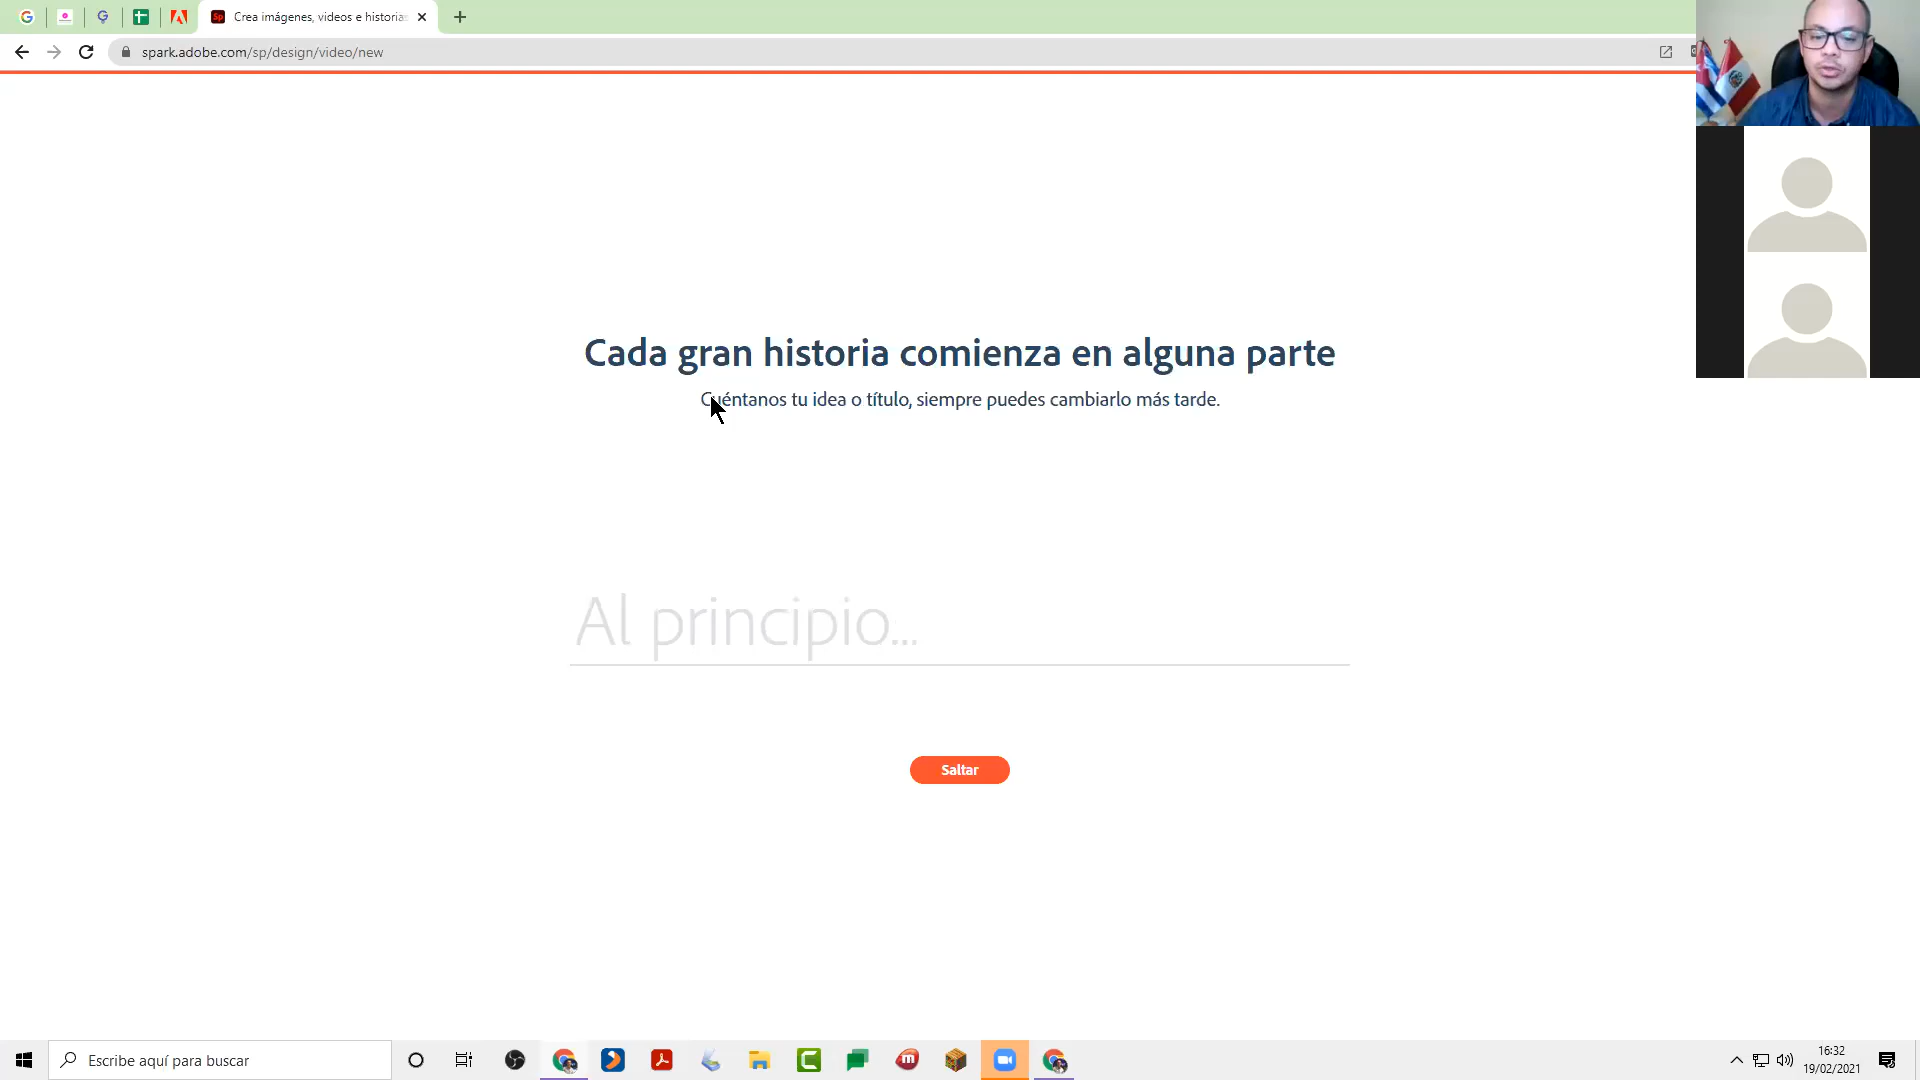 Crea imágenes, videos e historias
spark.adobe.com/sp/design/video/new
Cada gran historia comienza en alguna parte
Cuéntanos tu idea o título, siempre puedes cambiarlo más tarde.
Al principio...
Saltar
Escribe aquí para buscar
16:32
19/02/2021